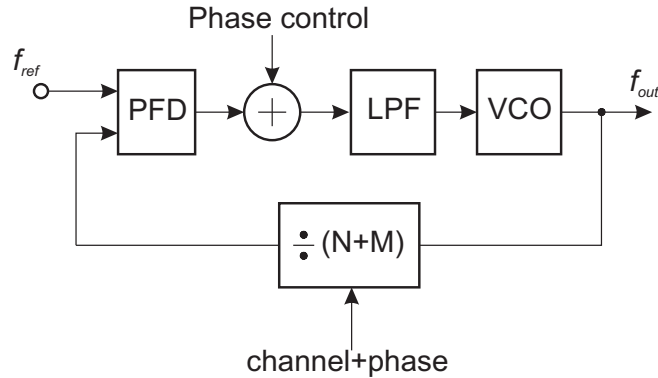 Phase control
f_ref
PFD
+
LPF
VCO
f_out
÷ (N+M)
channel+phase